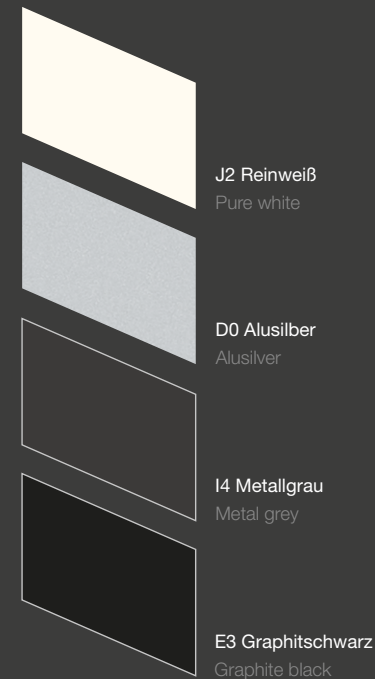 J2 Reinweiß
Pure white
D0 Alusilber
Alusilver
I4 Metallgrau
Metal grey
E3 Graphitschwarz
Graphite black